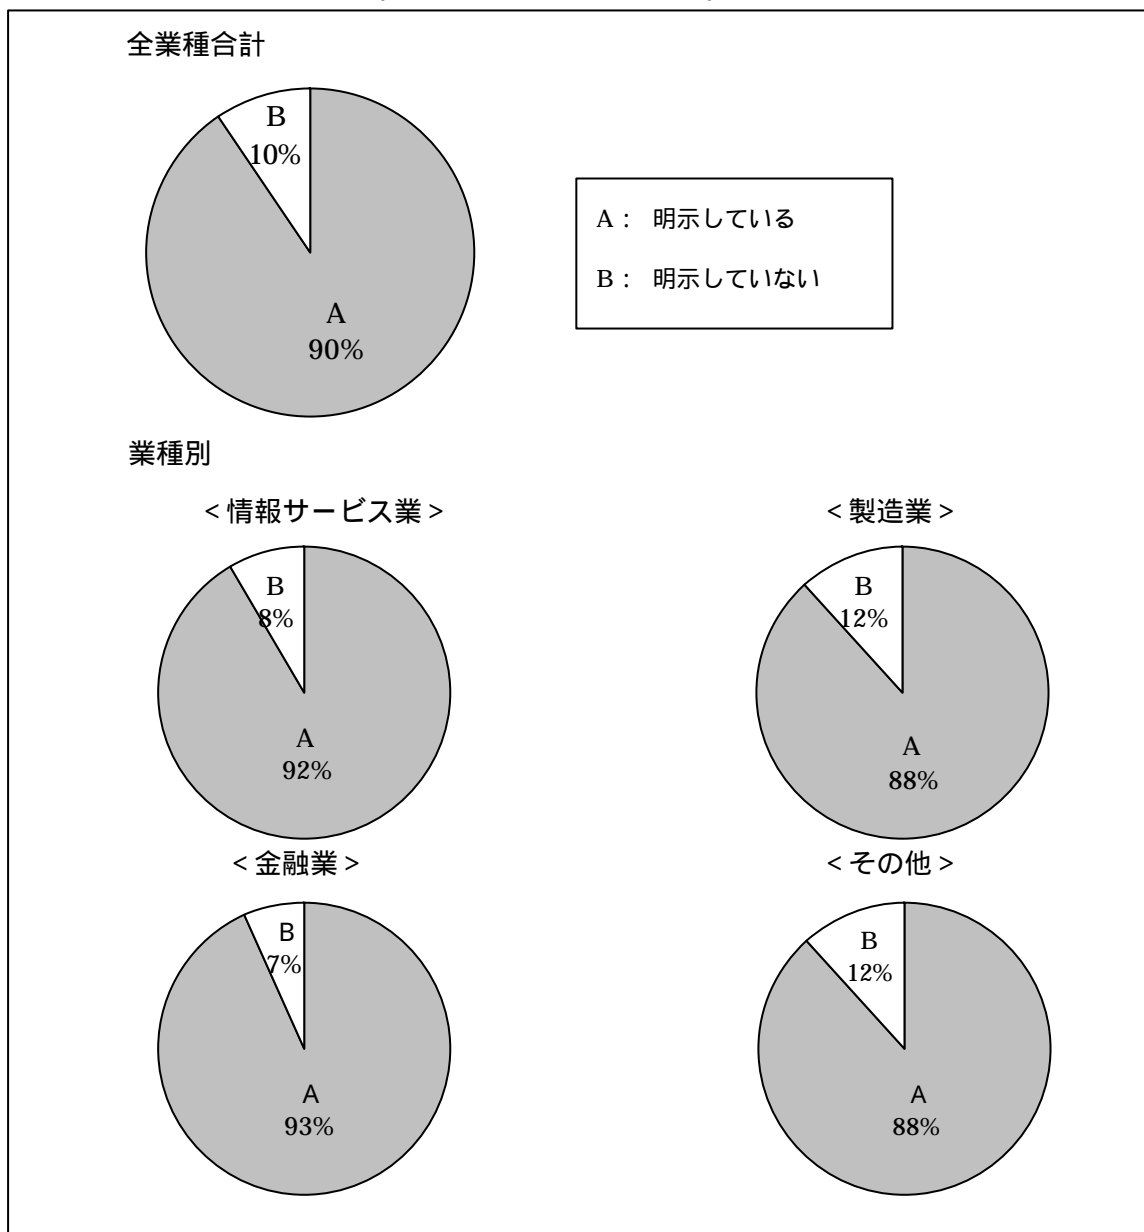 全業種合計
B
10%
A
90%
A： 明示している
B： 明示していない
業種別
<情報サービス業>
B
8%
A
92%
<製造業>
B
12%
A
88%
<金融業>
B
7%
A
93%
<その他>
B
12%
A
88%